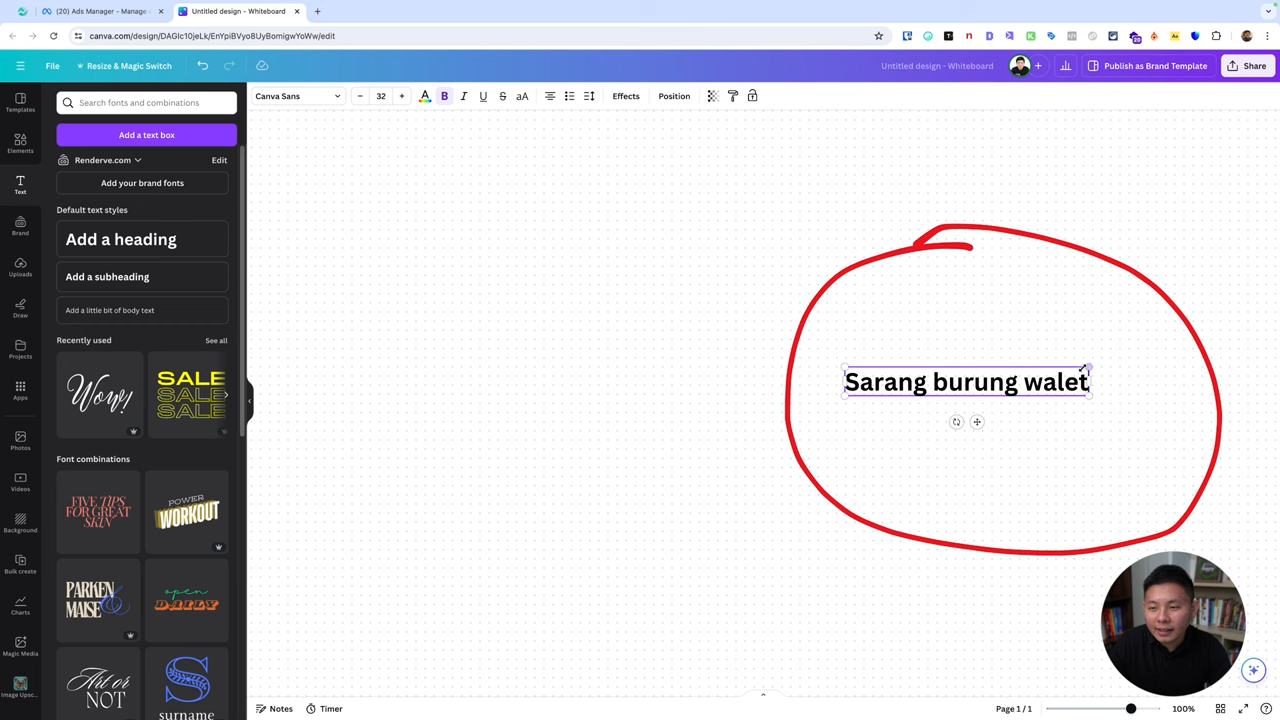 (20) Ads Manager - Manage
Untitled design - Whiteboard
canva.com/design/DAGlc10jeLk/EnYpiBVyo8UyBomigwYoWw/edit
20
File
Resize & Magic Switch
Untitled design - Whiteboard
Publish as Brand Template
Share
Templates
Elements
Text
Brand
Uploads
Draw
Projects
Apps
Photos
Videos
Background
Bulk create
Charts
Magic Media
Image Upsc...
Search fonts and combinations
Add a text box
Renderve.com
Edit
Add your brand fonts
Default text styles
Add a heading
Add a subheading
Add a little bit of body text
Recently used
See all
Wow!
SALE
SALE
SALE
Font combinations
FIVE TIPS
FOR GREAT
SKIN
POWER
WORKOUT
PARKEN
MAISE &
open
DAILY
Art or
NOT
S
surname
Canva Sans
– 32 +
A
B
I
U
S
aA
Effects
Position
Sarang burung walet
Notes
Timer
Page 1 / 1
100%